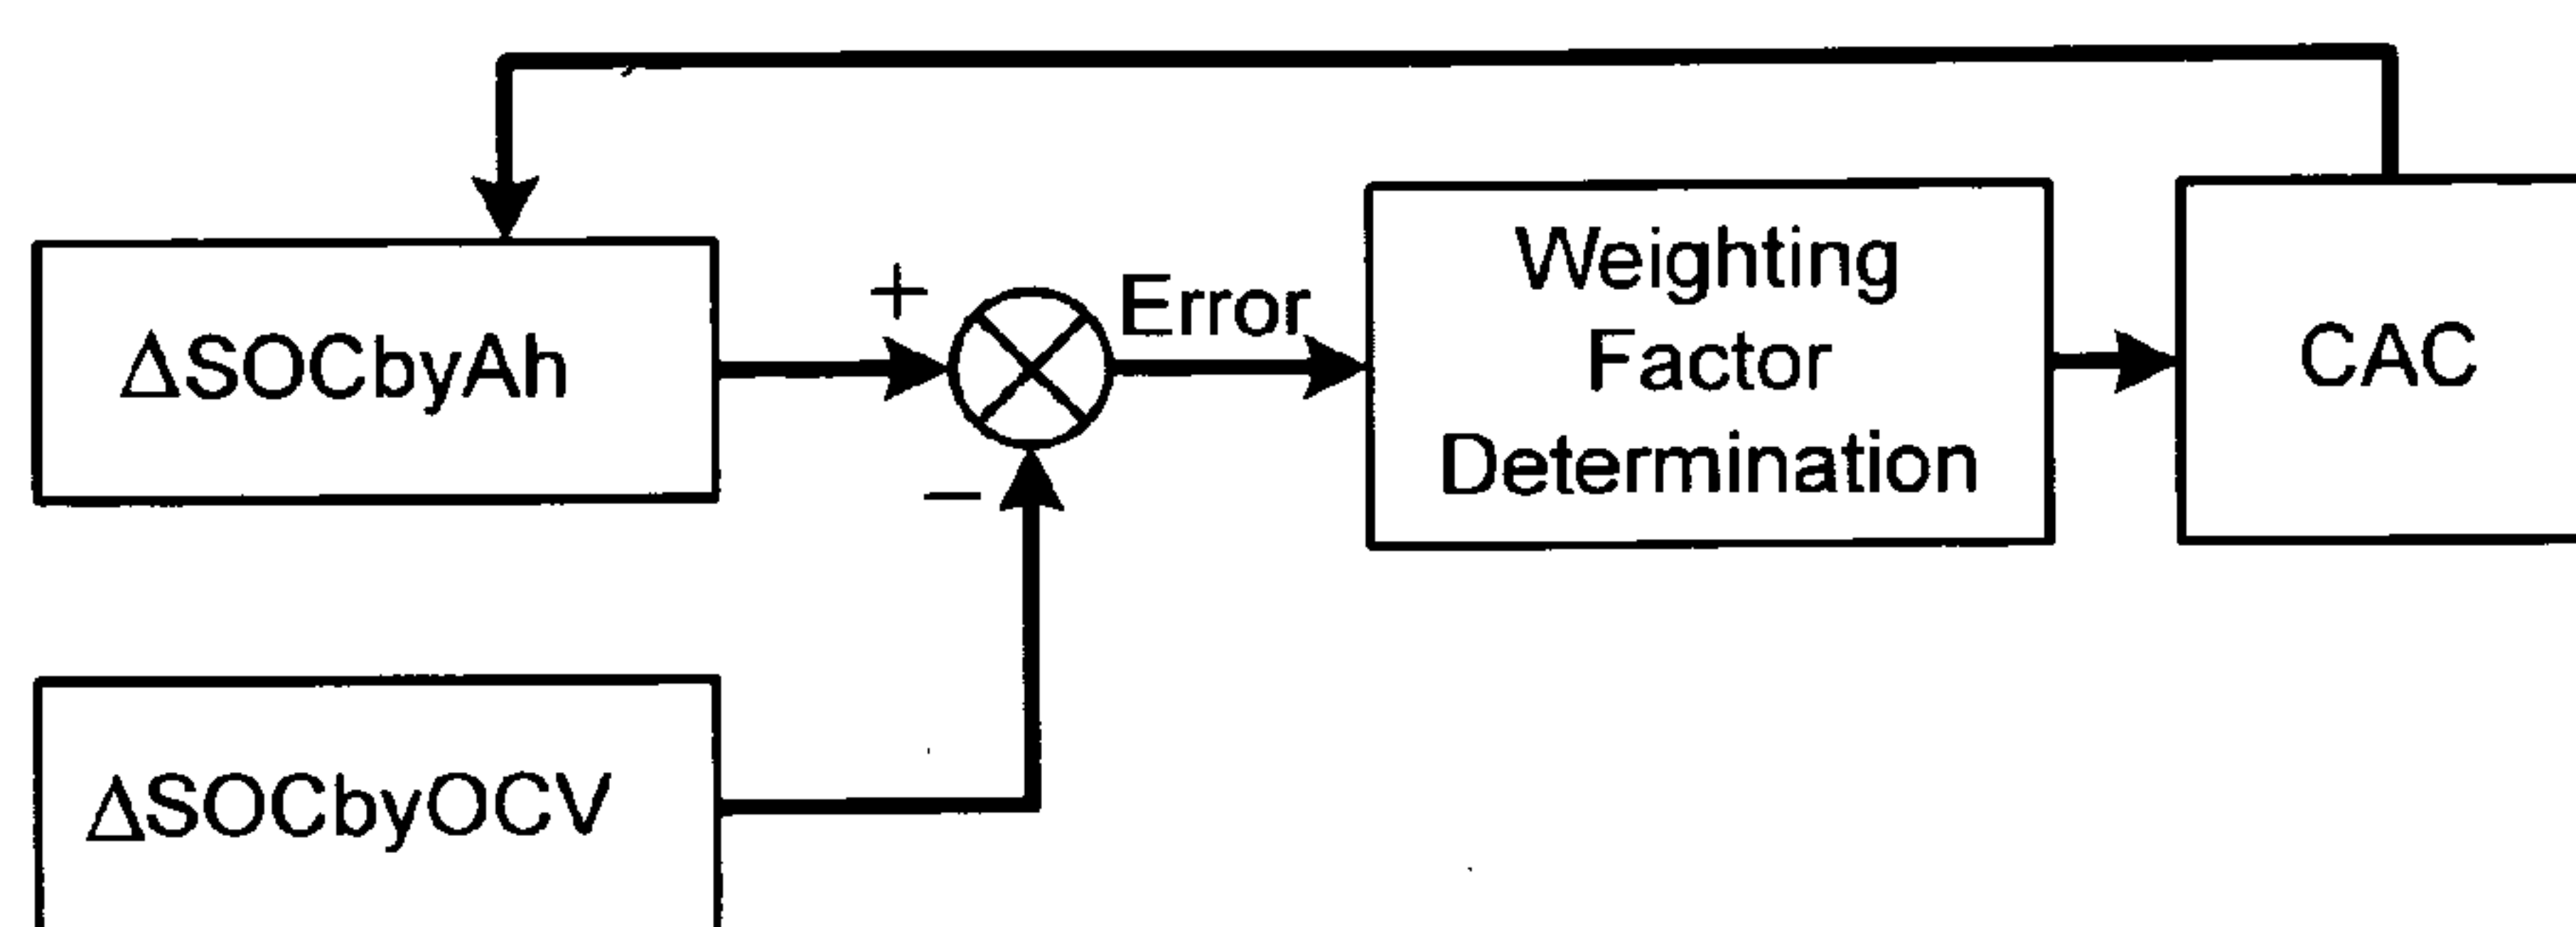 ΔSOCbyAh
+
Error
Weighting
Factor
Determination
CAC
−
ΔSOCbyOCV